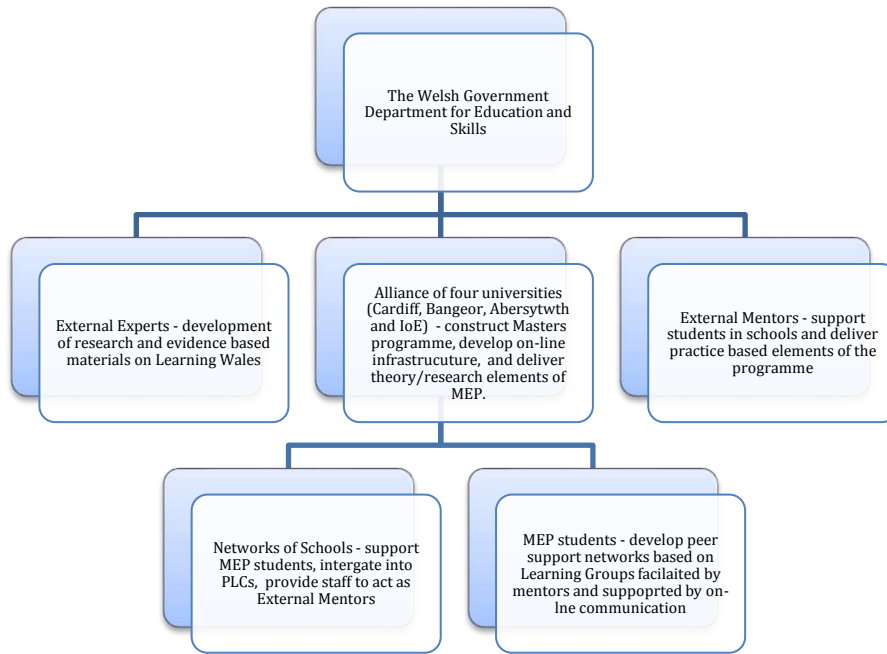 The Welsh Government
Department for Education and
Skills
External Experts - development
of research and evidence based
materials on Learning Wales
Alliance of four universities
(Cardiff, Bangeor, Abersytwth
and IoE)  - construct Masters
programme, develop on-line
infrastrucuture,  and deliver
theory/research elements of
MEP.
External Mentors - support
students in schools and deliver
practice based elements of the
programme
Networks of Schools - support
MEP students, intergate into
PLCs,  provide staff to act as
External Mentors
MEP students - develop peer
support networks based on
Learning Groups facilaited by
mentors and suppoprted by on-
lne communication